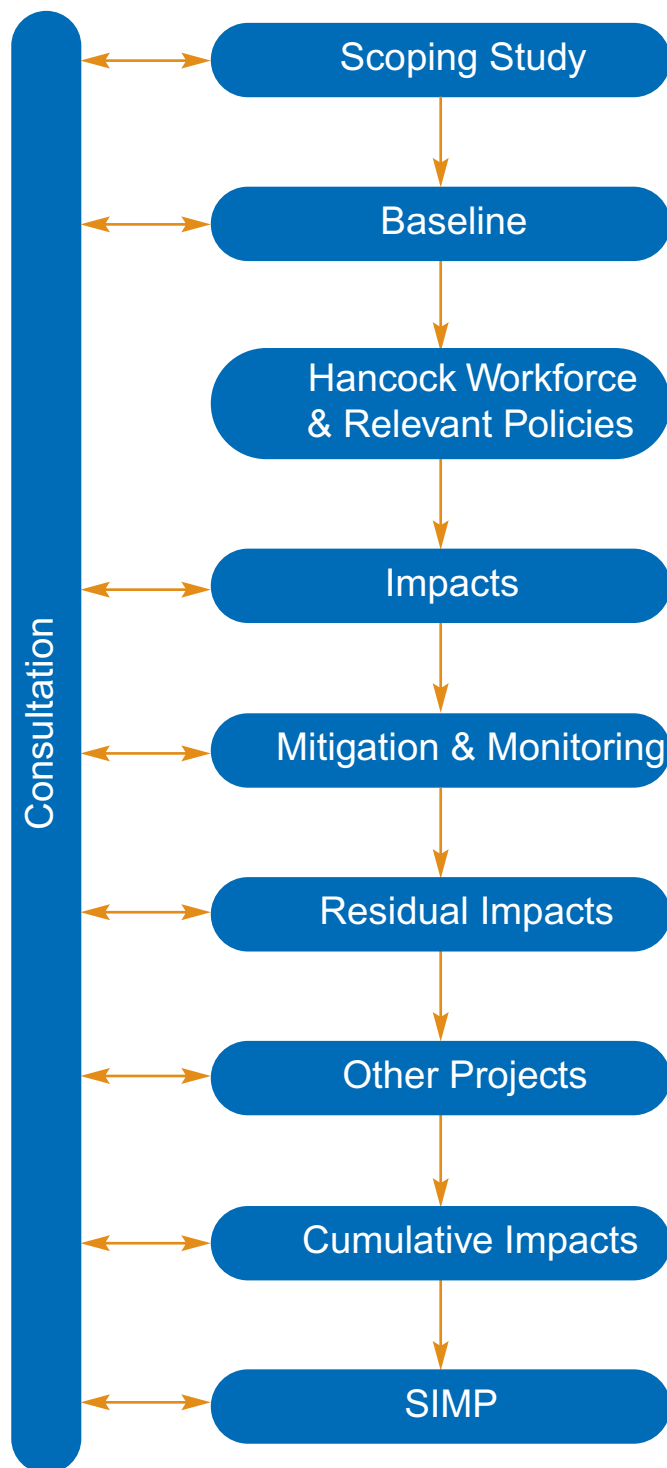 Consultation
Scoping Study
Baseline
Hancock Workforce
& Relevant Policies
Impacts
Mitigation & Monitoring
Residual Impacts
Other Projects
Cumulative Impacts
SIMP